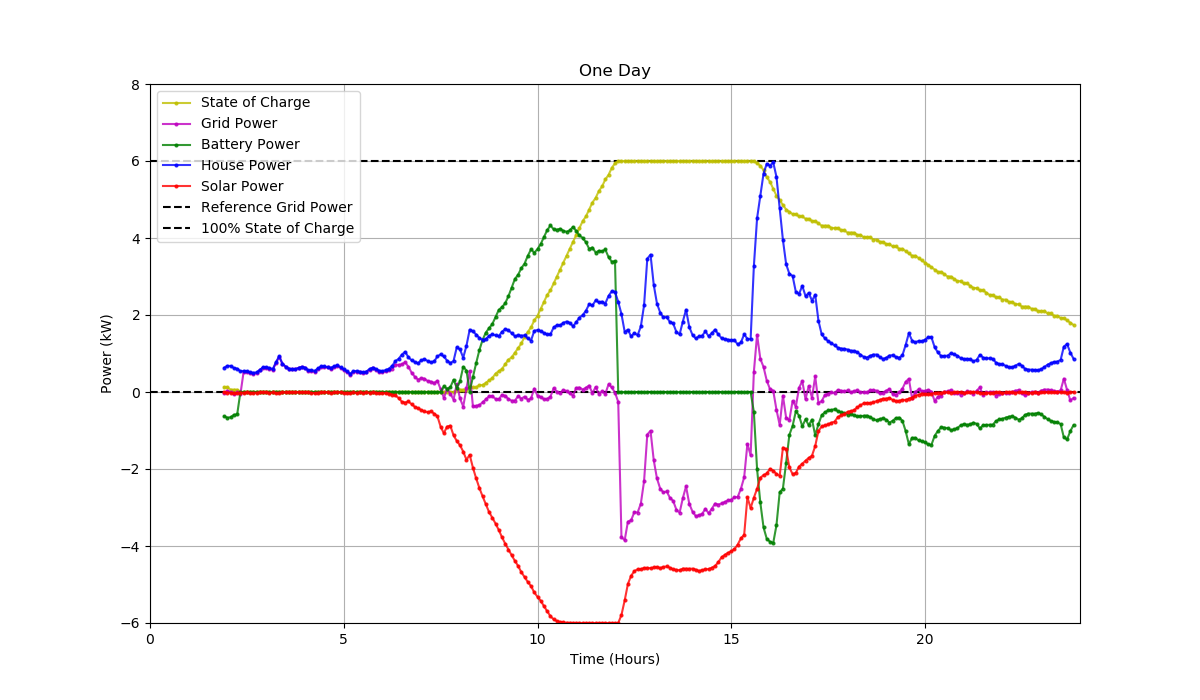 One Day
8
6
4
2
0
−2
−4
−6
Power (kW)
State of Charge
Grid Power
Battery Power
House Power
Solar Power
Reference Grid Power
100% State of Charge
0 5 10 15 20
Time (Hours)